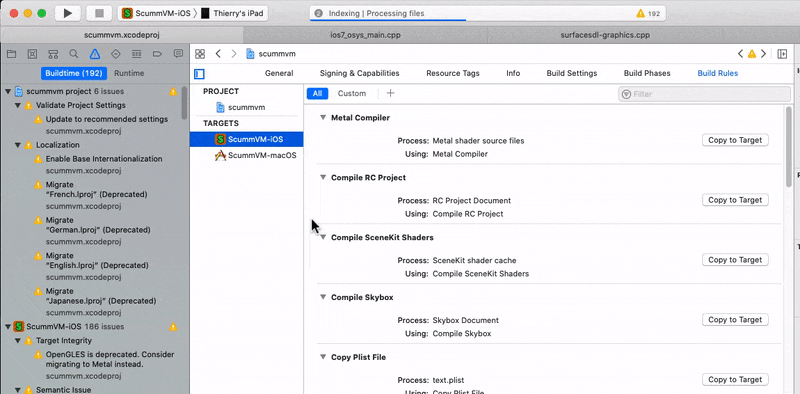 ScummVM-iOS
Thierry's iPad
Indexing | Processing files
192
scummvm.xcodeproj
ios7_osys_main.cpp
surfacesdl-graphics.cpp
scummvm
Buildtime (192)
Runtime
General
Signing & Capabilities
Resource Tags
Info
Build Settings
Build Phases
Build Rules
scummvm project 6 issues
Validate Project Settings
Update to recommended settings
scummvm.xcodeproj
Localization
Enable Base Internationalization
scummvm.xcodeproj
Migrate
“French.lproj” (Deprecated)
scummvm.xcodeproj
Migrate
“German.lproj” (Deprecated)
scummvm.xcodeproj
Migrate
“English.lproj” (Deprecated)
scummvm.xcodeproj
Migrate
“Japanese.lproj” (Deprecated)
scummvm.xcodeproj
ScummVM-iOS 186 issues
Target Integrity
OpenGLES is deprecated. Consider
migrating to Metal instead.
scummvm.xcodeproj
Semantic Issue
PROJECT
scummvm
TARGETS
ScummVM-iOS
ScummVM-macOS
All
Custom
Filter
Metal Compiler
Process: Metal shader source files
Copy to Target
Using: Metal Compiler
Compile RC Project
Process: RC Project Document
Copy to Target
Using: Compile RC Project
Compile SceneKit Shaders
Process: SceneKit shader cache
Copy to Target
Using: Compile SceneKit Shaders
Compile Skybox
Process: Skybox Document
Copy to Target
Using: Compile Skybox
Copy Plist File
Process: text.plist
Copy to Target
Using: Copy Plist File